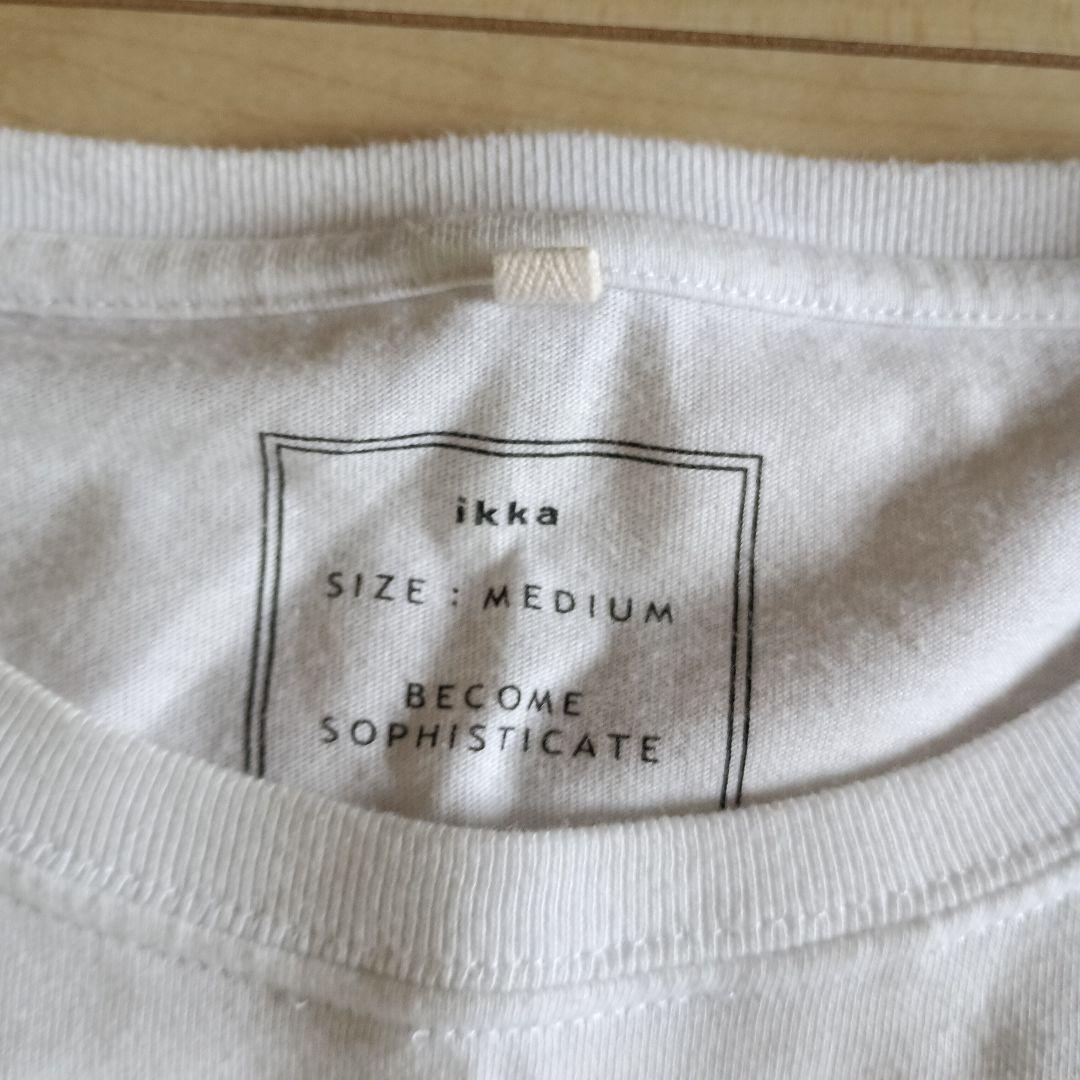 ikka
SIZE : MEDIUM
BECOME
SOPHISTICATE